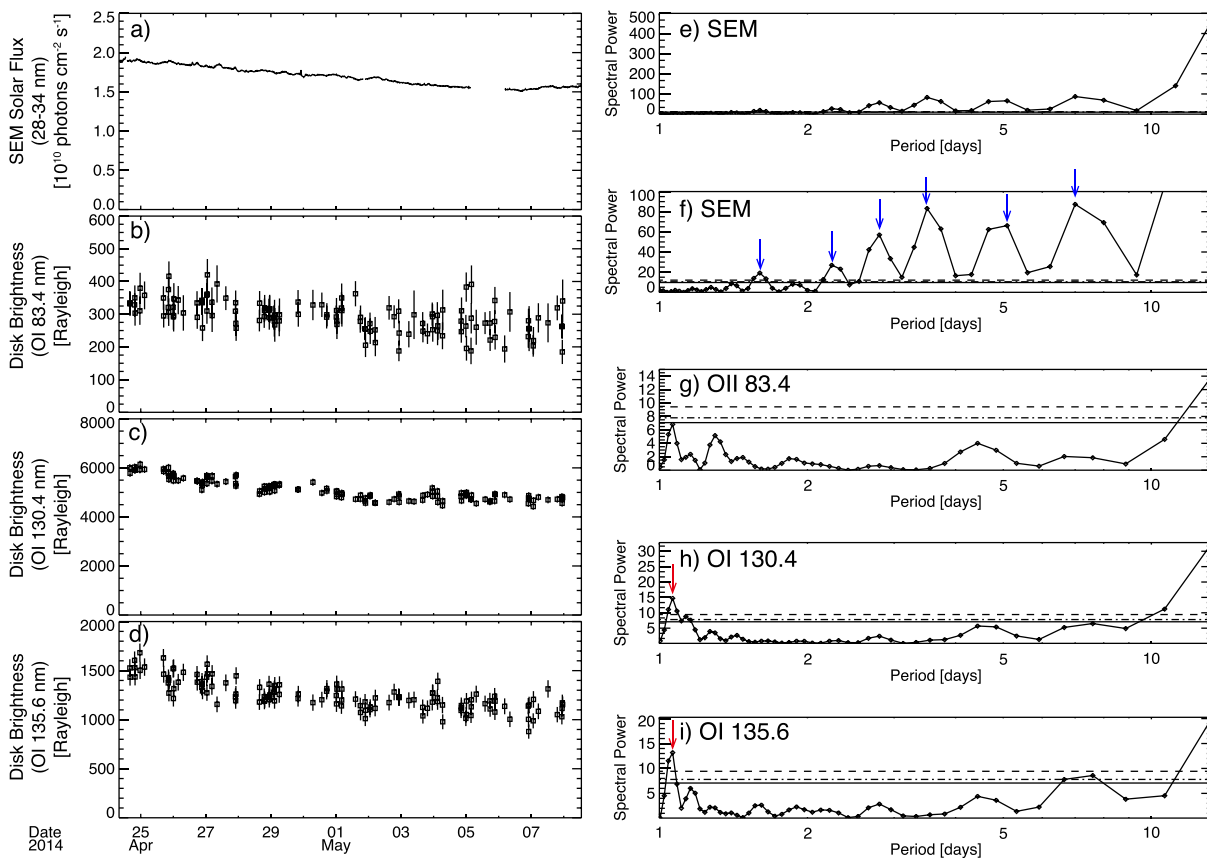 a)
SEM Solar Flux
(28-34 nm)
[10¹⁰ photons cm⁻² s⁻¹]
2.5
2.0
1.5
1.0
0.5
0.0
b)
Disk Brightness
(OI 83.4 nm)
[Rayleigh]
600
500
400
300
200
100
0
c)
Disk Brightness
(OI 130.4 nm)
[Rayleigh]
8000
6000
4000
2000
0
d)
Disk Brightness
(OI 135.6 nm)
[Rayleigh]
2000
1500
1000
500
0
Date 25 27 29 01 03 05 07
2014 Apr May
e) SEM
Spectral Power
500
400
300
200
100
0
1 2 5 10
Period [days]
f) SEM
Spectral Power
100
80
60
40
20
0
1 2 5 10
Period [days]
g) OII 83.4
Spectral Power
14
12
10
8
6
4
2
0
1 2 5 10
Period [days]
h) OI 130.4
Spectral Power
30
25
20
15
10
5
1 2 5 10
Period [days]
i) OI 135.6
Spectral Power
20
15
10
5
1 2 5 10
Period [days]